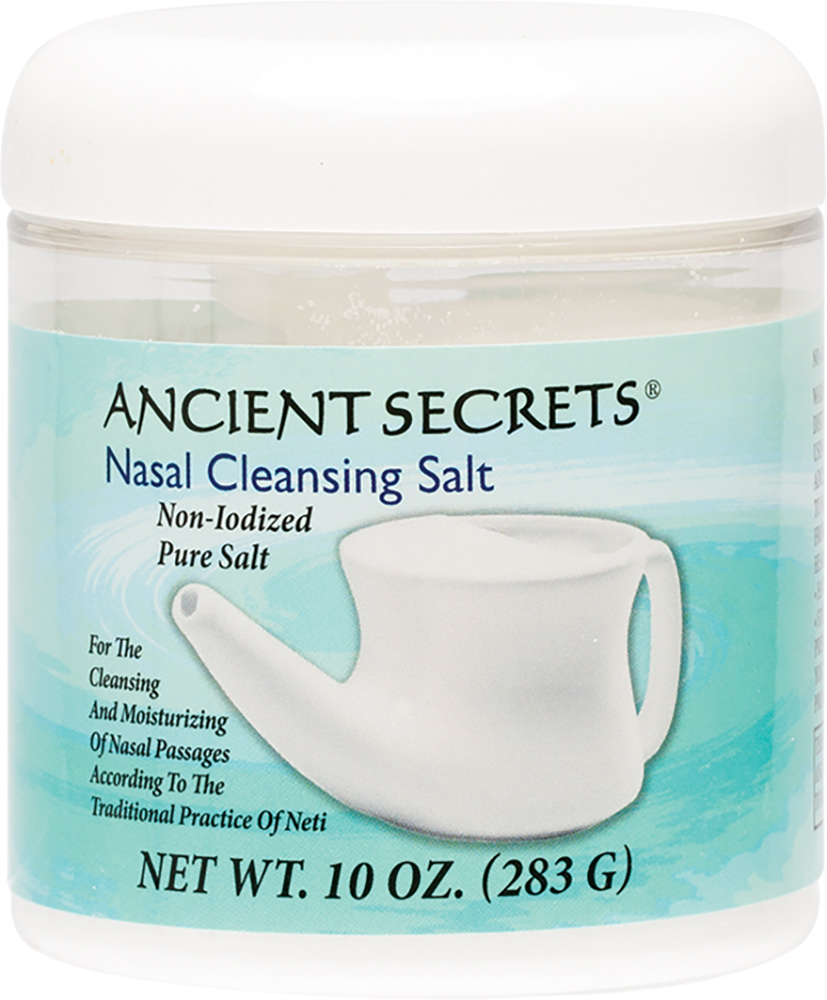 ANCIENT SECRETS®
Nasal Cleansing Salt
Non-Iodized
Pure Salt
For The
Cleansing
And Moisturizing
Of Nasal Passages
According To The
Traditional Practice Of Neti
NET WT. 10 OZ. (283 G)